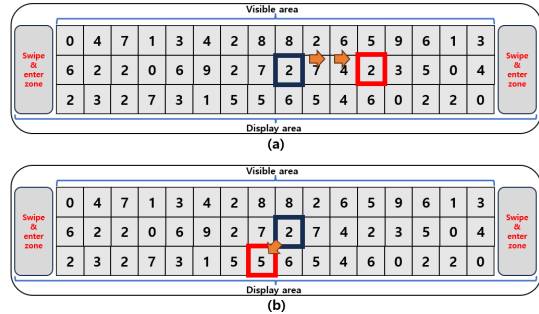 Visible area
Swipe & enter zone
0 4 7 1 3 4 2 8 8 2 6 5 9 6 1 3
6 2 2 0 6 9 2 7 2 7 4 2 3 5 0 4
2 3 2 7 3 1 5 5 6 5 4 6 0 2 2 0
Swipe & enter zone
Display area
(a)
Visible area
Swipe & enter zone
0 4 7 1 3 4 2 8 8 2 6 5 9 6 1 3
6 2 2 0 6 9 2 7 2 7 4 2 3 5 0 4
2 3 2 7 3 1 5 5 6 5 4 6 0 2 2 0
Swipe & enter zone
Display area
(b)